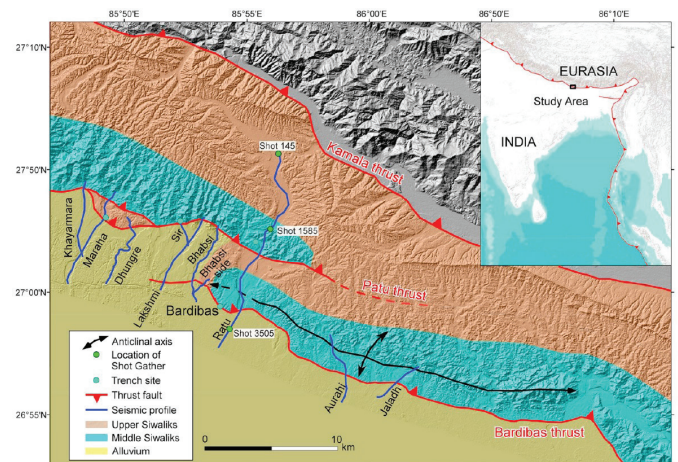 85°50'E
85°55'E
86°00'E
86°05'E
86°10'E
27°10'N
27°50'N
27°00'N
26°55'N
EURASIA
Study Area
INDIA
Shot 145
Kamala thrust
Shot 1585
Khayarmara
Maraha
Dhungre
Sir
Bhabsi
Bhabsi
side
Lakshmi
Patu thrust
Bardibas
Ratu
Shot 3505
Aurahi
Jaladh
Bardibas thrust
Anticlinal axis
Location of
Shot Gather
Trench site
Thrust fault
Seismic profile
Upper Siwaliks
Middle Siwaliks
Alluvium
0
10
km